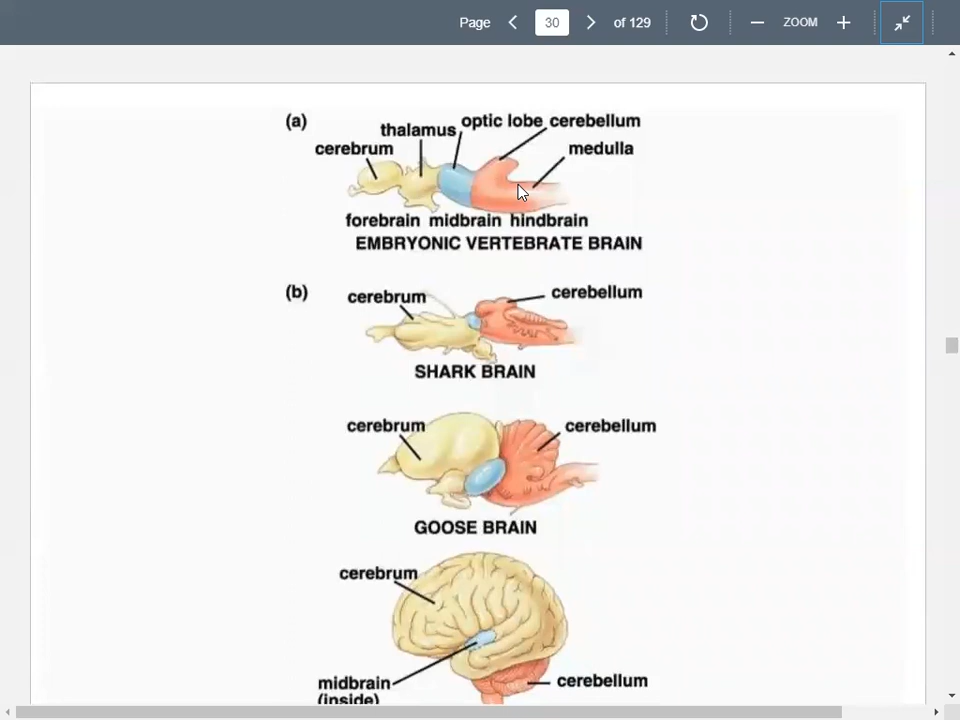 Page 30 of 129 ZOOM
(a)
thalamus optic lobe cerebellum
cerebrum medulla
forebrain midbrain hindbrain
EMBRYONIC VERTEBRATE BRAIN
(b)
cerebrum cerebellum
SHARK BRAIN
cerebrum cerebellum
GOOSE BRAIN
cerebrum
midbrain cerebellum
(inside)